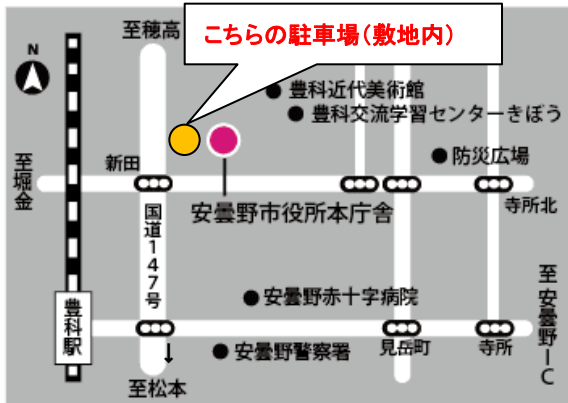 至穂高
こちらの駐車場（敷地内）
N
豊科近代美術館
豊科交流学習センターきぼう
防災広場
新田
至堀金
安曇野市役所本庁舎
寺所北
国道147号
安曇野赤十字病院
至安曇野IC
豊科駅
安曇野警察署
見岳町
寺所
至松本